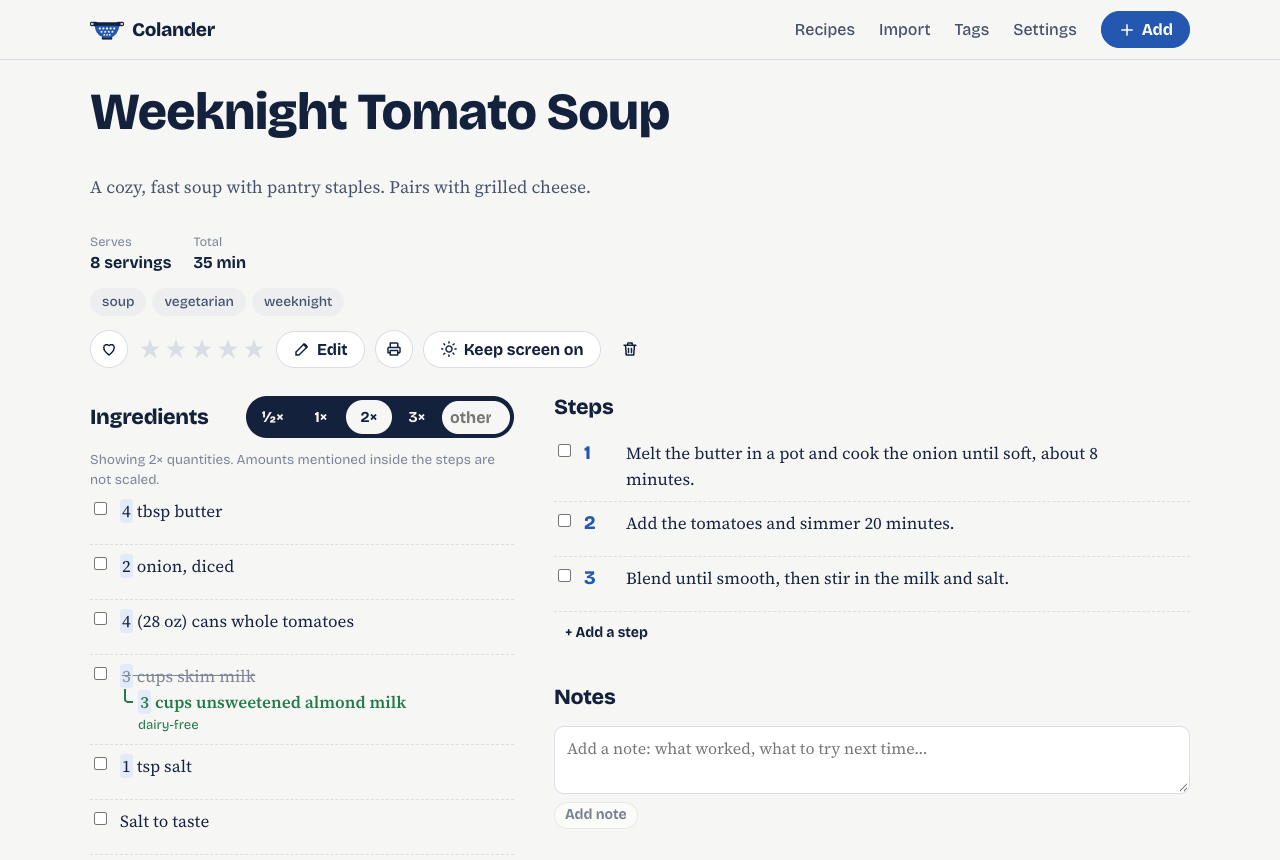 Colander
Recipes
Import
Tags
Settings
+ Add
Weeknight Tomato Soup
A cozy, fast soup with pantry staples. Pairs with grilled cheese.
Serves
8 servings
Total
35 min
soup
vegetarian
weeknight
Edit
Keep screen on
Ingredients
½×
1×
2×
3×
other
Showing 2× quantities. Amounts mentioned inside the steps are
not scaled.
4 tbsp butter
2 onion, diced
4 (28 oz) cans whole tomatoes
3 cups skim milk
3 cups unsweetened almond milk
dairy-free
1 tsp salt
Salt to taste
Steps
1 Melt the butter in a pot and cook the onion until soft, about 8
minutes.
2 Add the tomatoes and simmer 20 minutes.
3 Blend until smooth, then stir in the milk and salt.
+ Add a step
Notes
Add a note: what worked, what to try next time...
Add note